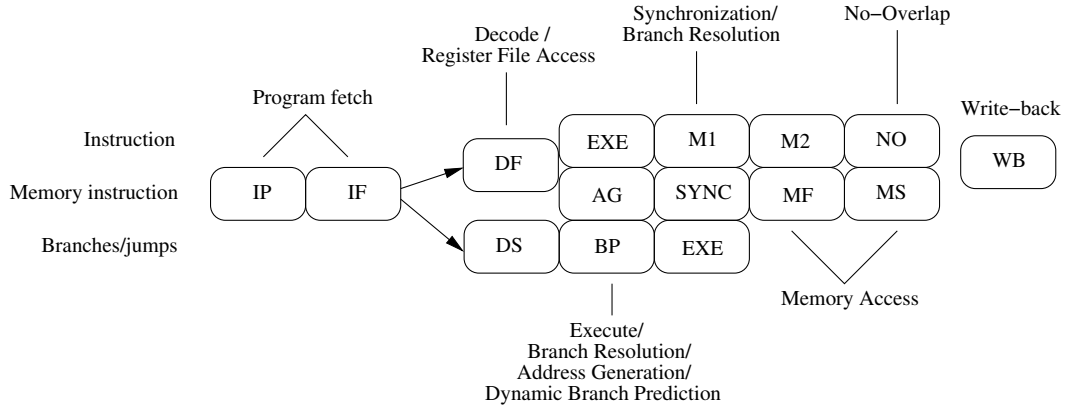 Synchronization/
Branch Resolution
No−Overlap
Decode /
Register File Access
Program fetch
Write−back
Instruction
Memory instruction
Branches/jumps
IP
IF
DF
DS
EXE
M1
M2
NO
AG
SYNC
MF
MS
BP
EXE
WB
Memory Access
Execute/
Branch Resolution/
Address Generation/
Dynamic Branch Prediction